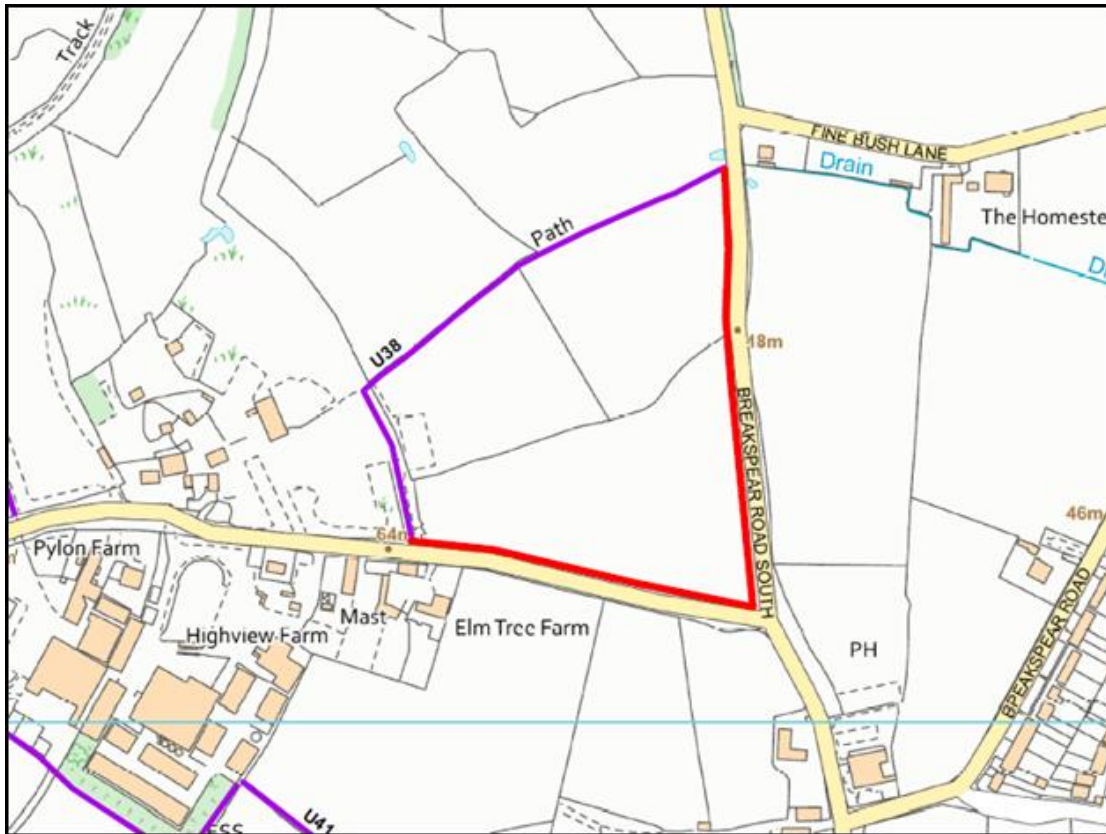 Track
FINE BUSH LANE
Drain
The Homeste
Path
U38
48m
BREAKSPEAR ROAD SOUTH
64m
46m
Pylon Farm
Mast
Highview Farm
Elm Tree Farm
PH
BREAKSPEAR ROAD
U41
ESS